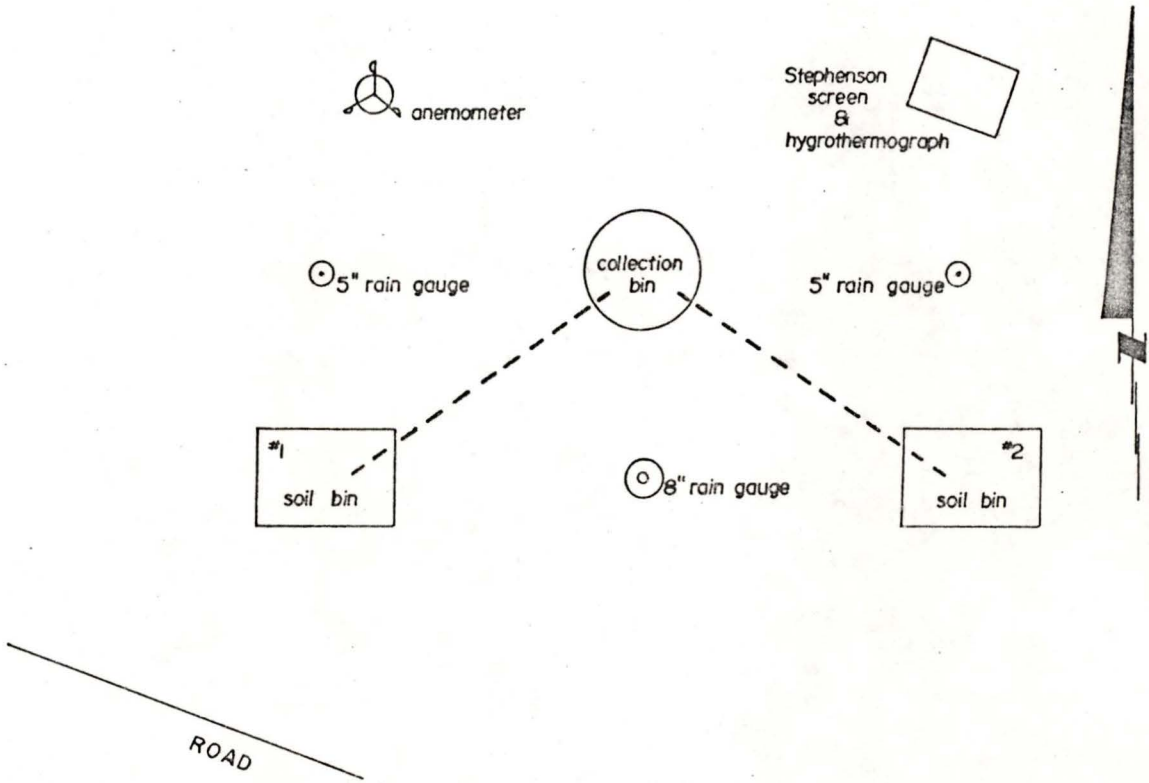 anemometer
Stephenson
screen
&
hygrothermograph
5" rain gauge
collection
bin
5" rain gauge
#1
soil bin
8" rain gauge
#2
soil bin
N
ROAD